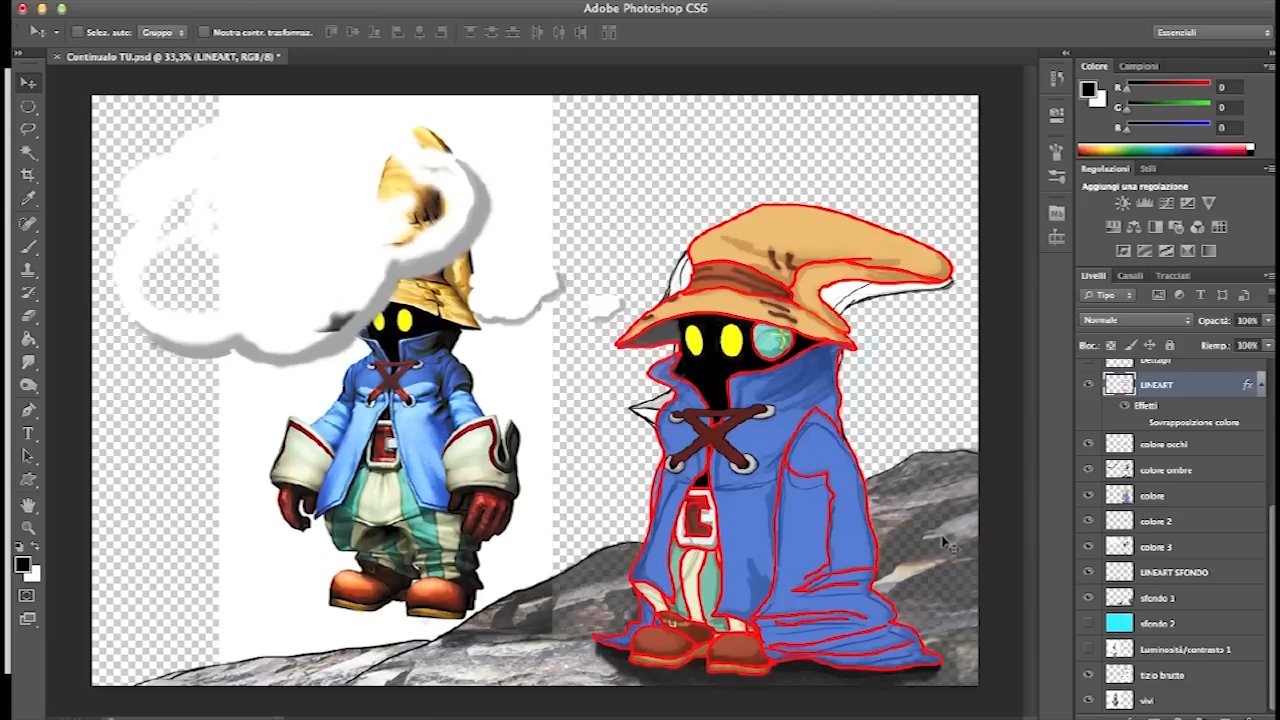 Adobe Photoshop CS6
Selez. auto: Gruppo Mostra contr. trasformaz. Essenziali
Continualo TU.psd @ 33,3% (LINEART, RGB/8) *
Colore Campioni
R 0
G 0
B 0
Regolazioni Stili
Aggiungi una regolazione
Livelli Canali Tracciati
Tipo
Normale Opacità: 100%
Bloc.: Riemp.: 100%
LINEART fx
Effetti
Sovrapposizione colore
colore occhi
colore ombre
colore
colore 2
colore 3
LINEART SFONDO
sfondo 1
sfondo 2
Luminosità/contrasto 1
tizio brutto
vivi